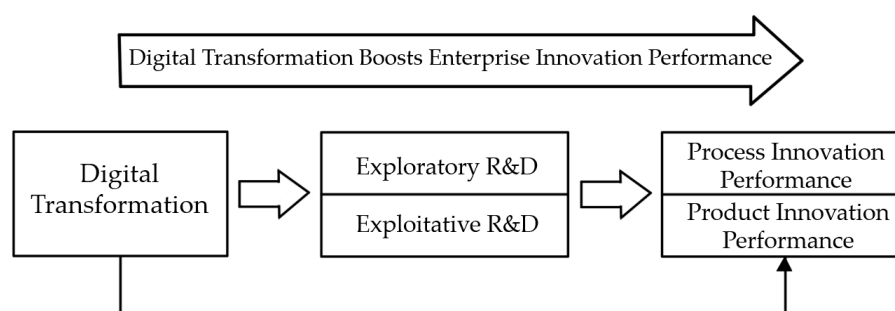 Digital Transformation Boosts Enterprise Innovation Performance
Digital
Transformation
Exploratory R&D
Exploitative R&D
Process Innovation
Performance
Product Innovation
Performance